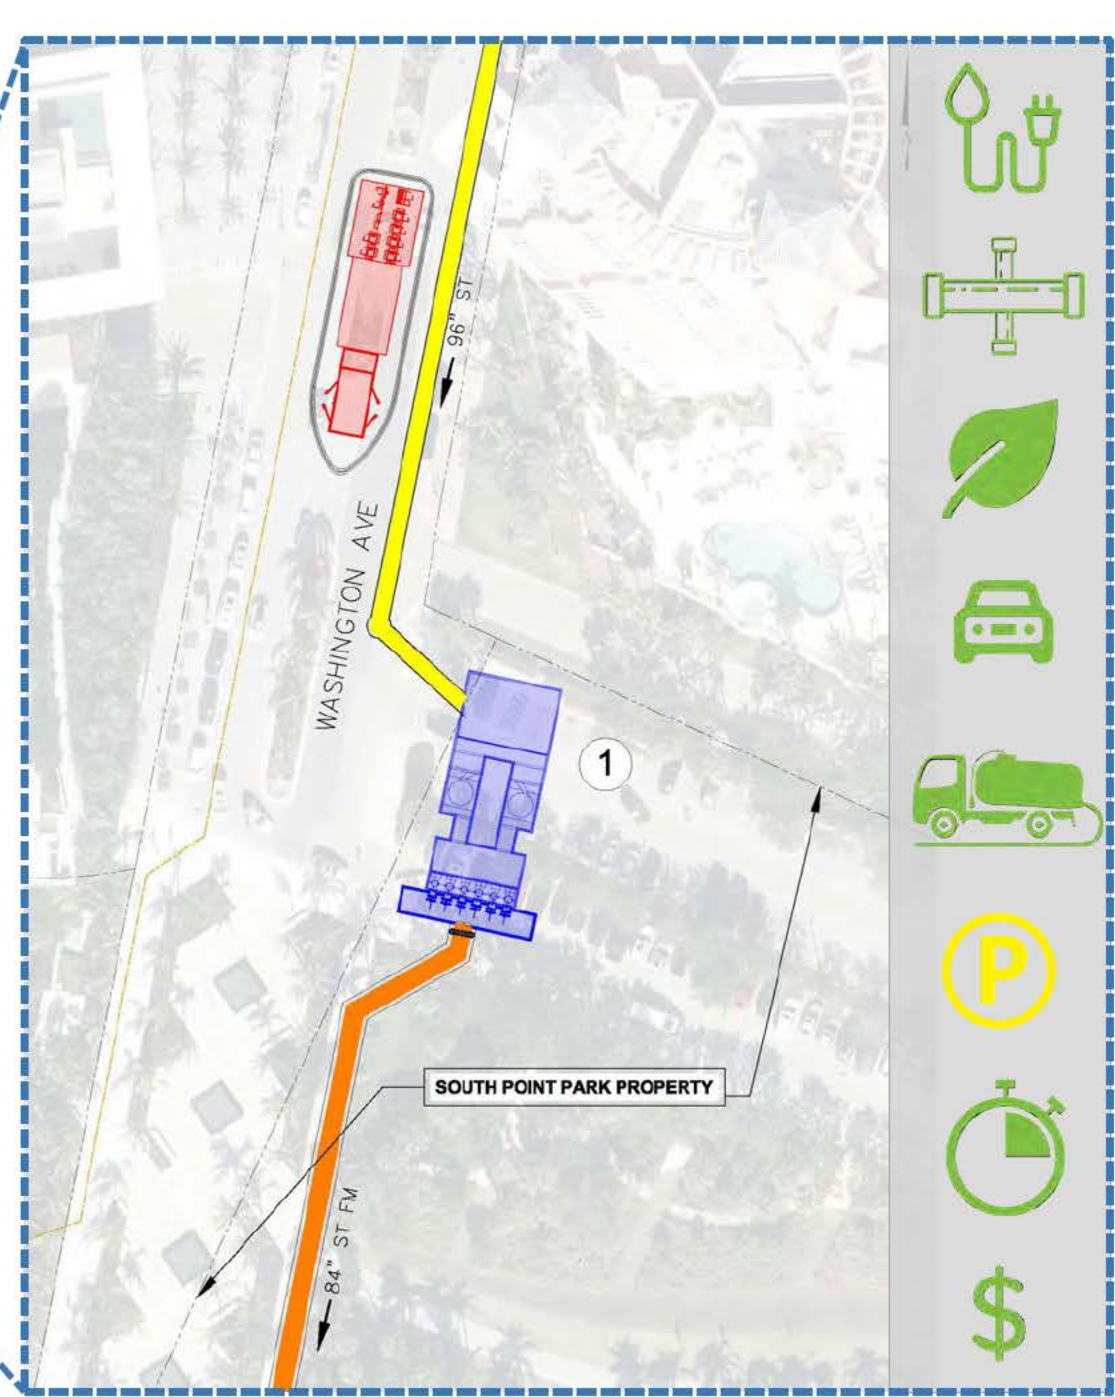 96" ST
WASHINGTON AVE
1
SOUTH POINT PARK PROPERTY
84" ST FM
P
$